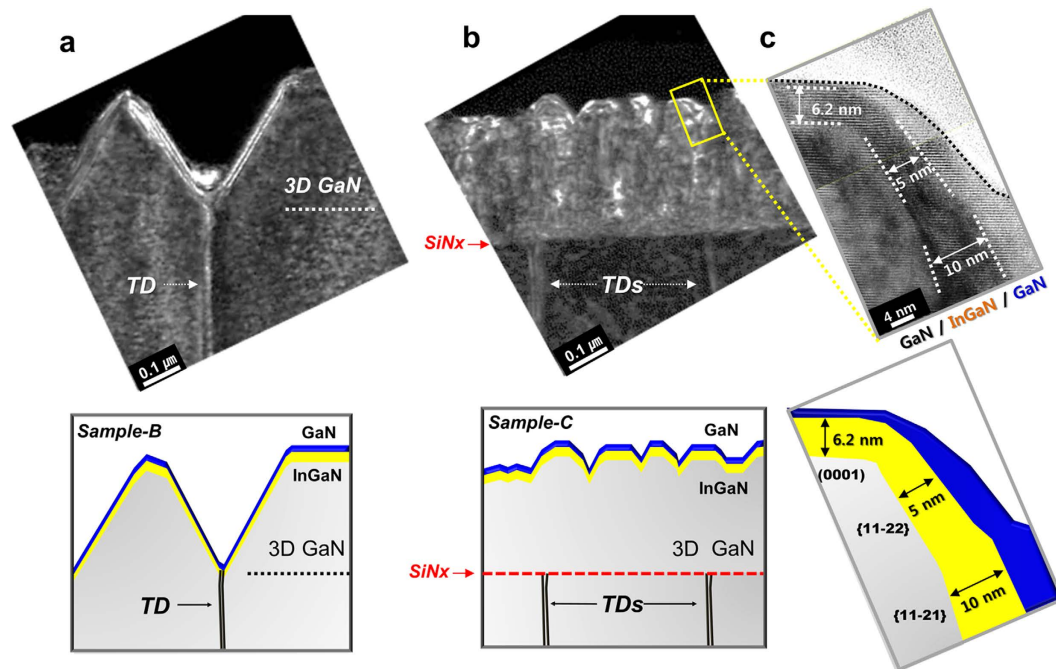 a
b
c
3D GaN
TD
0.1 μm
SiNx
TDs
0.1 μm
6.2 nm
5 nm
10 nm
4 nm
GaN / InGaN / GaN
Sample-B
GaN
InGaN
3D GaN
TD
Sample-C
GaN
InGaN
3D GaN
SiNx
TDs
6.2 nm
(0001)
5 nm
{11-22}
10 nm
{11-21}